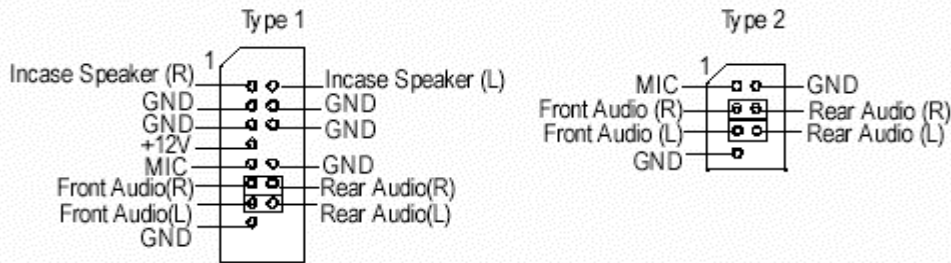 Type 1
1
Incase Speaker (R)
Incase Speaker (L)
GND
GND
GND
GND
+12V
MIC
GND
Front Audio(R)
Rear Audio(R)
Front Audio(L)
Rear Audio(L)
GND
Type 2
1
MIC
GND
Front Audio (R)
Rear Audio (R)
Front Audio (L)
Rear Audio (L)
GND